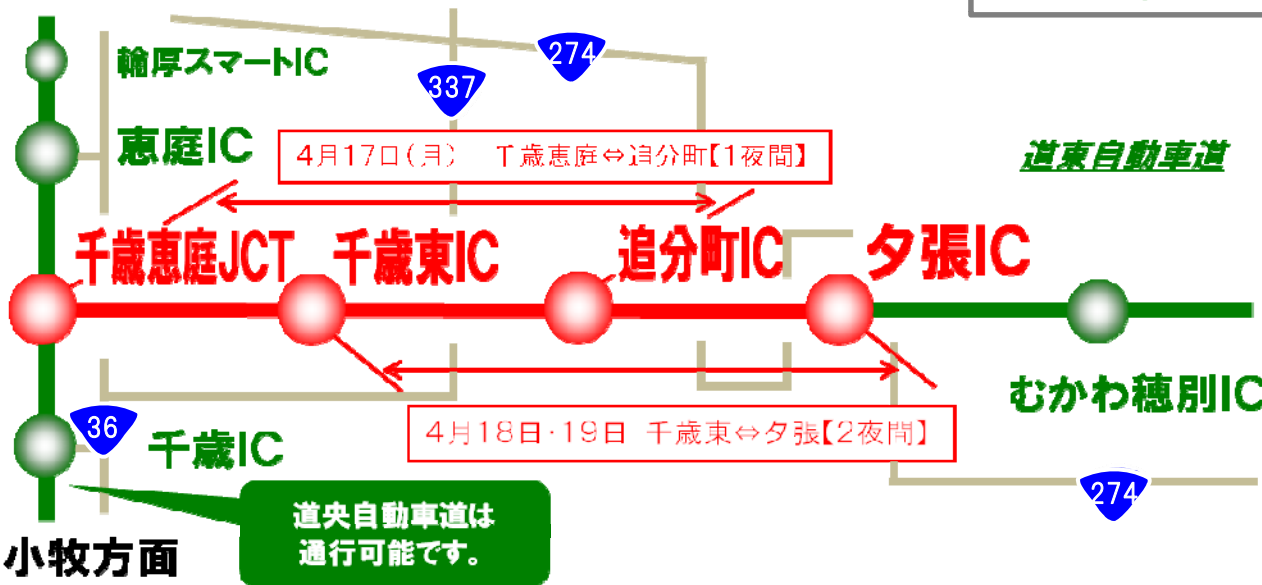 輪厚スマートIC
274
337
恵庭IC
4月17日(月) 千歳恵庭⇔追分町【1夜間】
道東自動車道
千歳恵庭JCT
千歳東IC
追分町IC
夕張IC
むかわ穂別IC
36
千歳IC
4月18日・19日 千歳東⇔夕張【2夜間】
274
道央自動車道は
通行可能です。
小牧方面